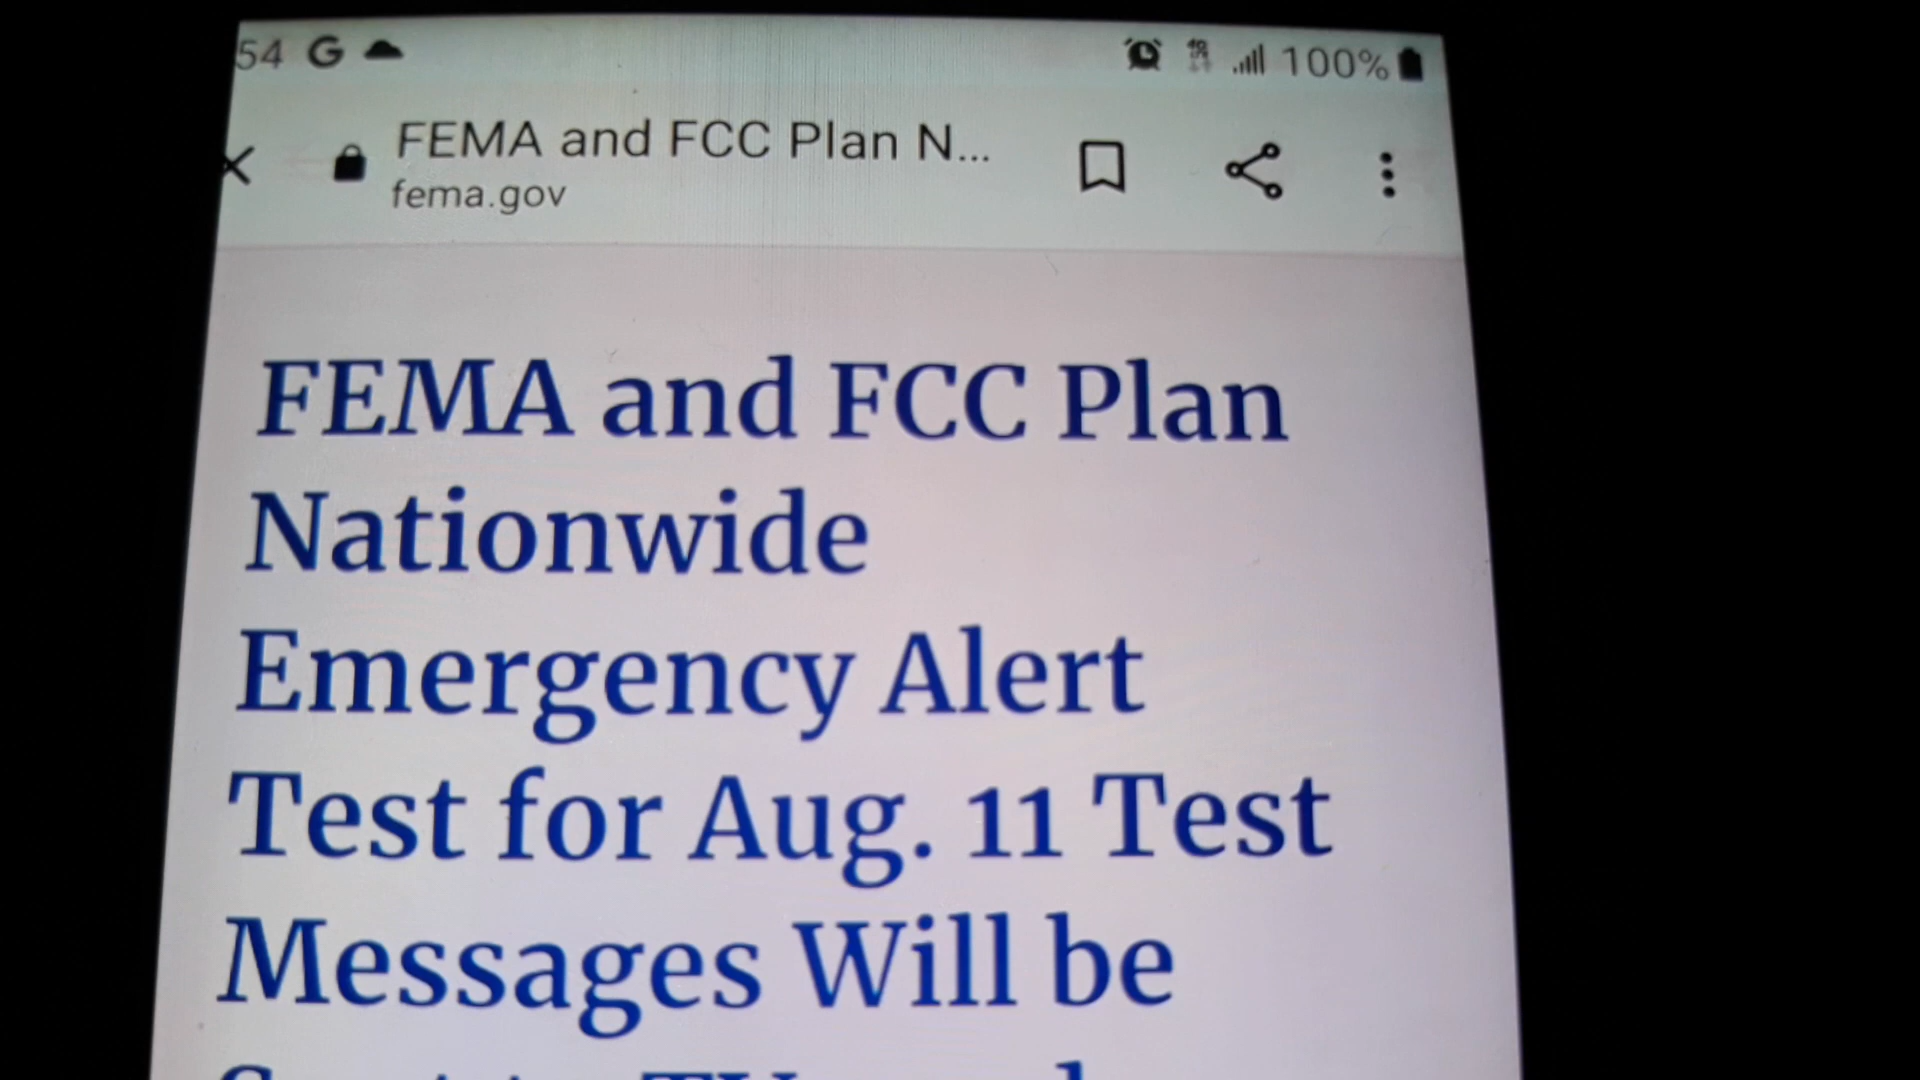 54 G 100%
FEMA and FCC Plan N...
fema.gov
FEMA and FCC Plan
Nationwide
Emergency Alert
Test for Aug. 11 Test
Messages Will be